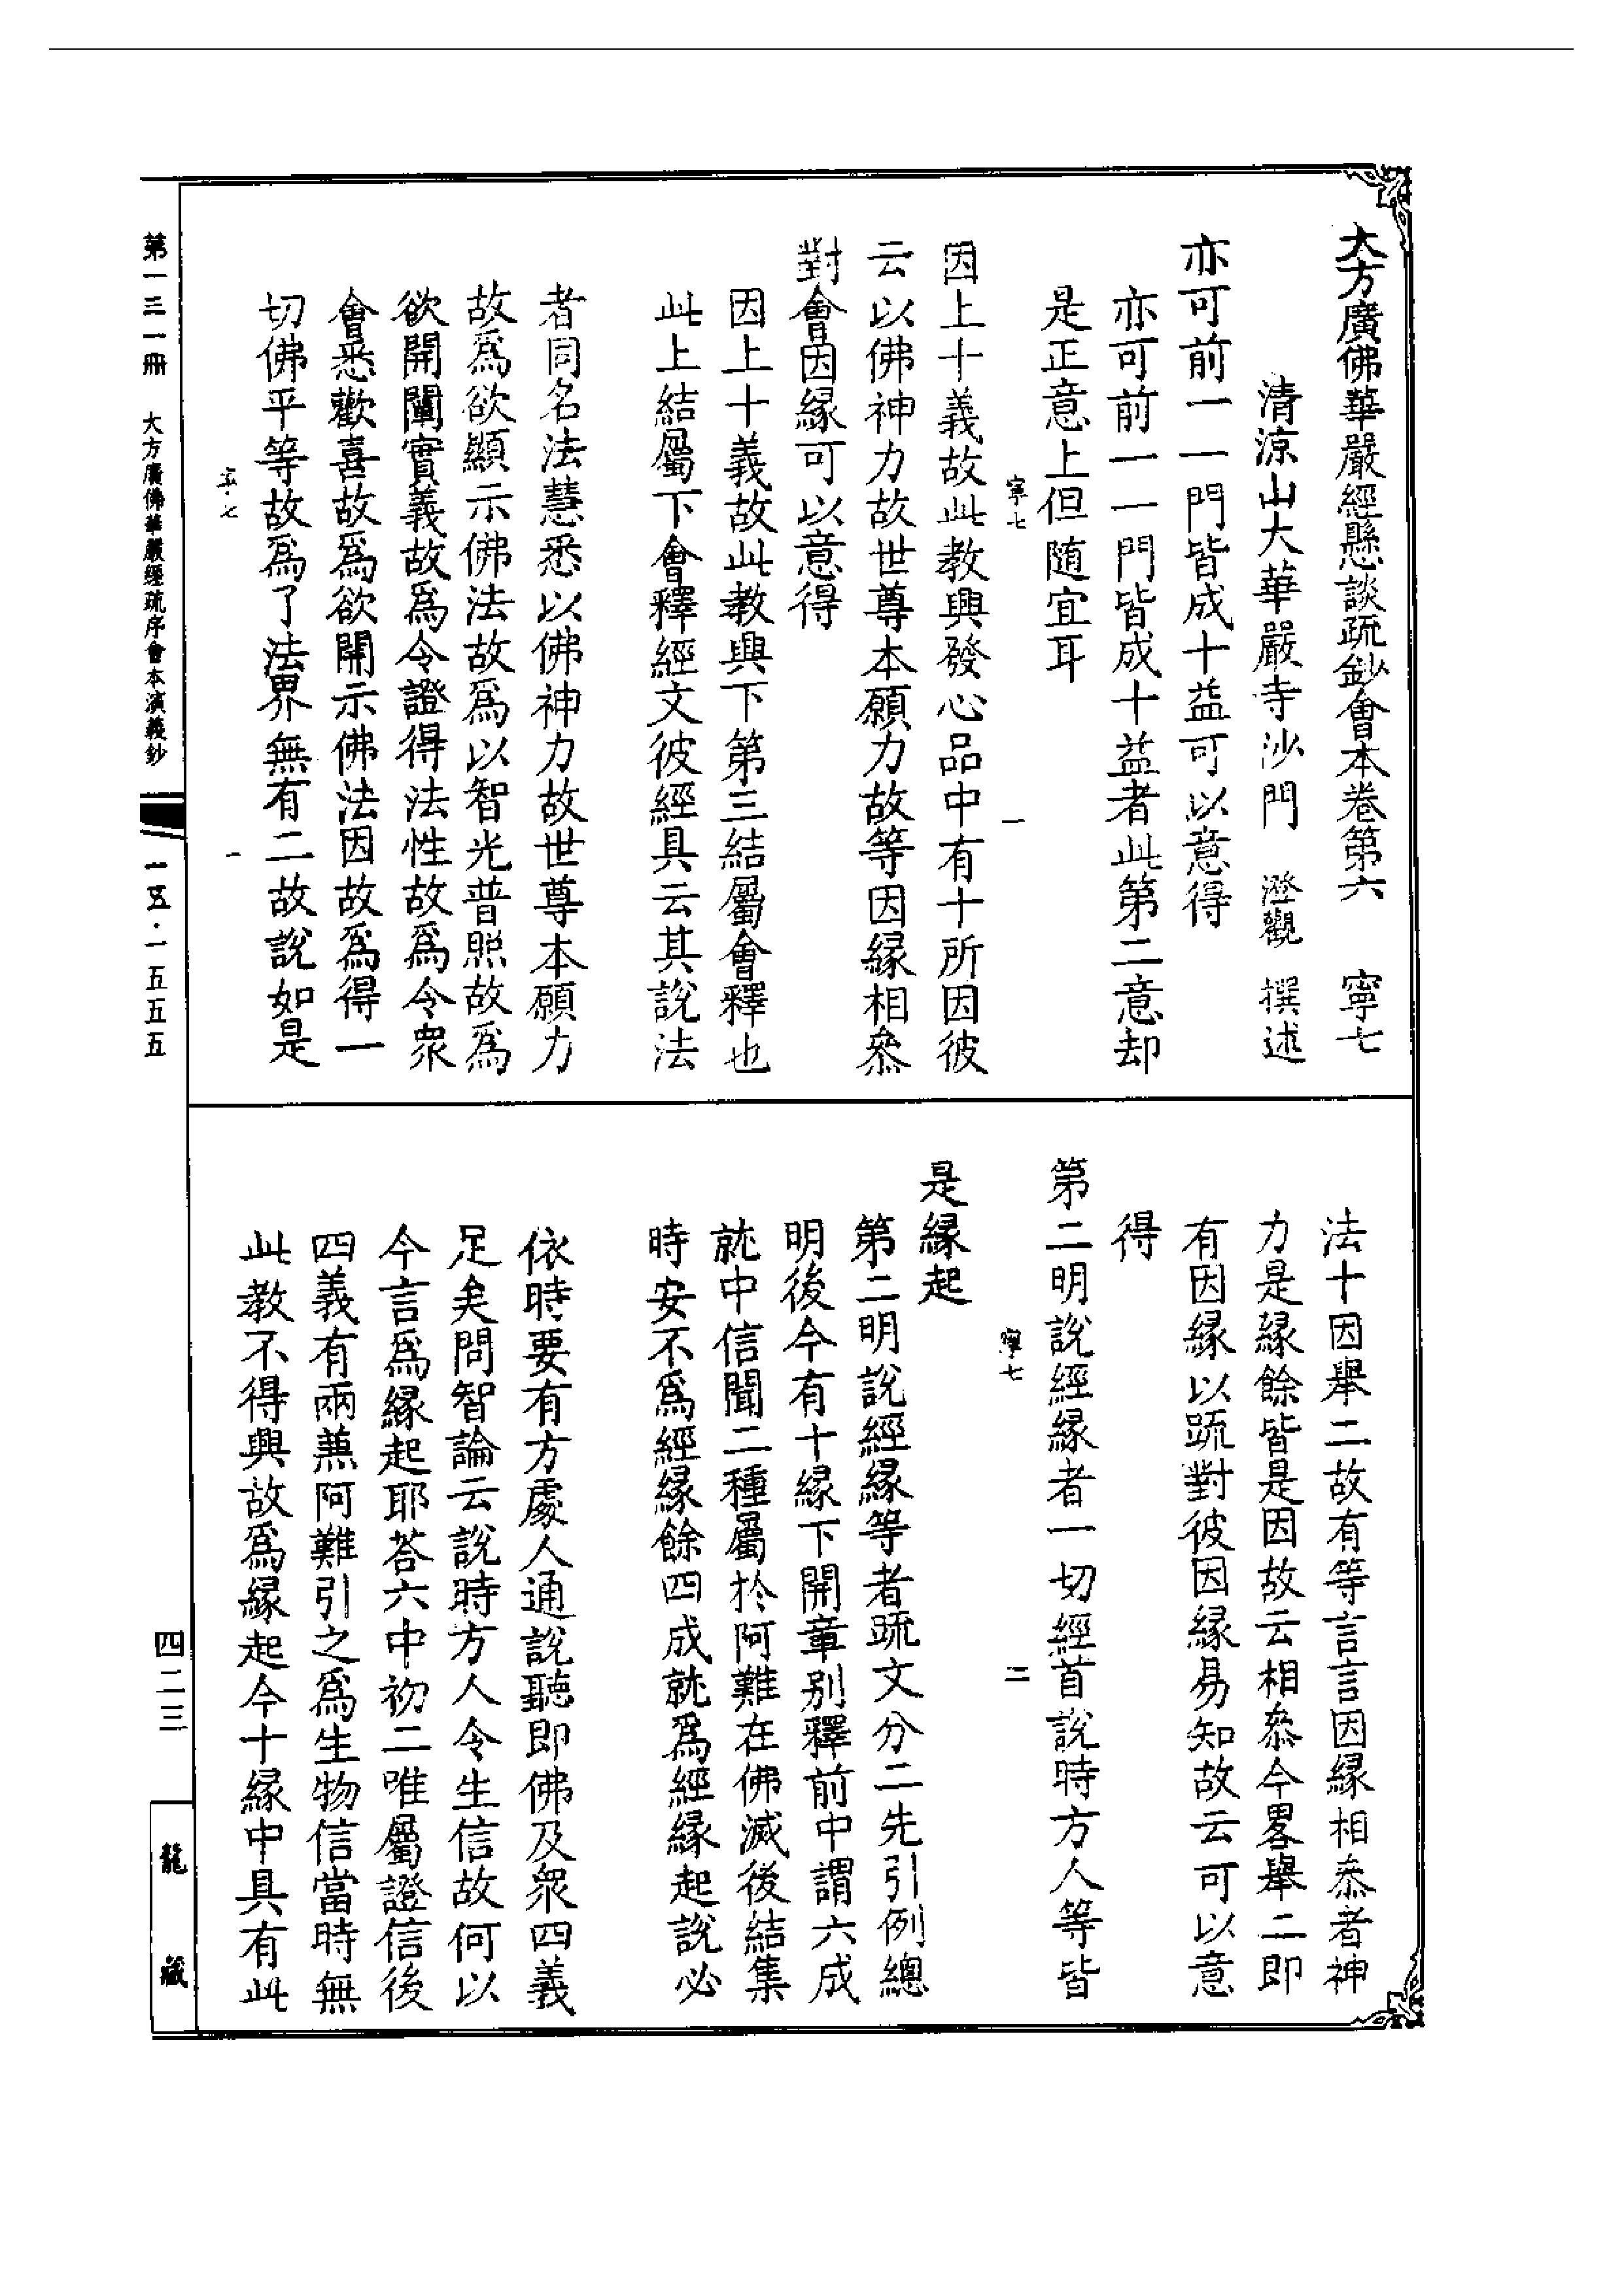 大方廣佛華嚴經懸談疏鈔會本卷第六 寧七
清涼山大華嚴寺沙門 澄觀 撰述
亦可前一一門皆成十益可以意得
亦可前一一門皆成十益者此第二意却
是正意上但随宜耳
寧七 一
因上十義故此教興發心品中有十所因彼
云以佛神力故世尊本願力故等因緣相叅
對會因緣可以意得
因上十義故此教興下第三結屬會釋也
此上結屬下會釋經文彼經具云其說法
者同名法慧悉以佛神力故世尊本願力
故爲欲顯示佛法故爲以智光普照故爲
欲開闡實義故爲令證得法性故爲令眾
會悉歡喜故爲欲開示佛法因故爲得一
切佛平等故爲了法界無有二故說如是
寧七 一
法十因舉二故有等言言因緣相叅者神
力是緣餘皆是因故云相叅今畧舉二即
有因緣以䟽對彼因緣易知故云可以意
得
第二明說經緣者一切經首說時方人等皆
寧七 二
是緣起
第二明說經緣等者䟽文分二先引例總
明後今有十緣下開章別釋前中謂六成
就中信聞二種屬於阿難在佛滅後結集
時安不爲經緣餘四成就爲經緣起說必
依時要有方處人通說聽即佛及眾四義
足矣問智論云說時方人令生信故何以
今言爲緣起耶荅六中初二唯屬證信後
四義有兩兼阿難引之爲生物信當時無
此教不得興故爲緣起今十緣中具有此
第一三一冊 大方廣佛華嚴經疏序會本演義鈔
一五·一五五五
四二三
龍藏